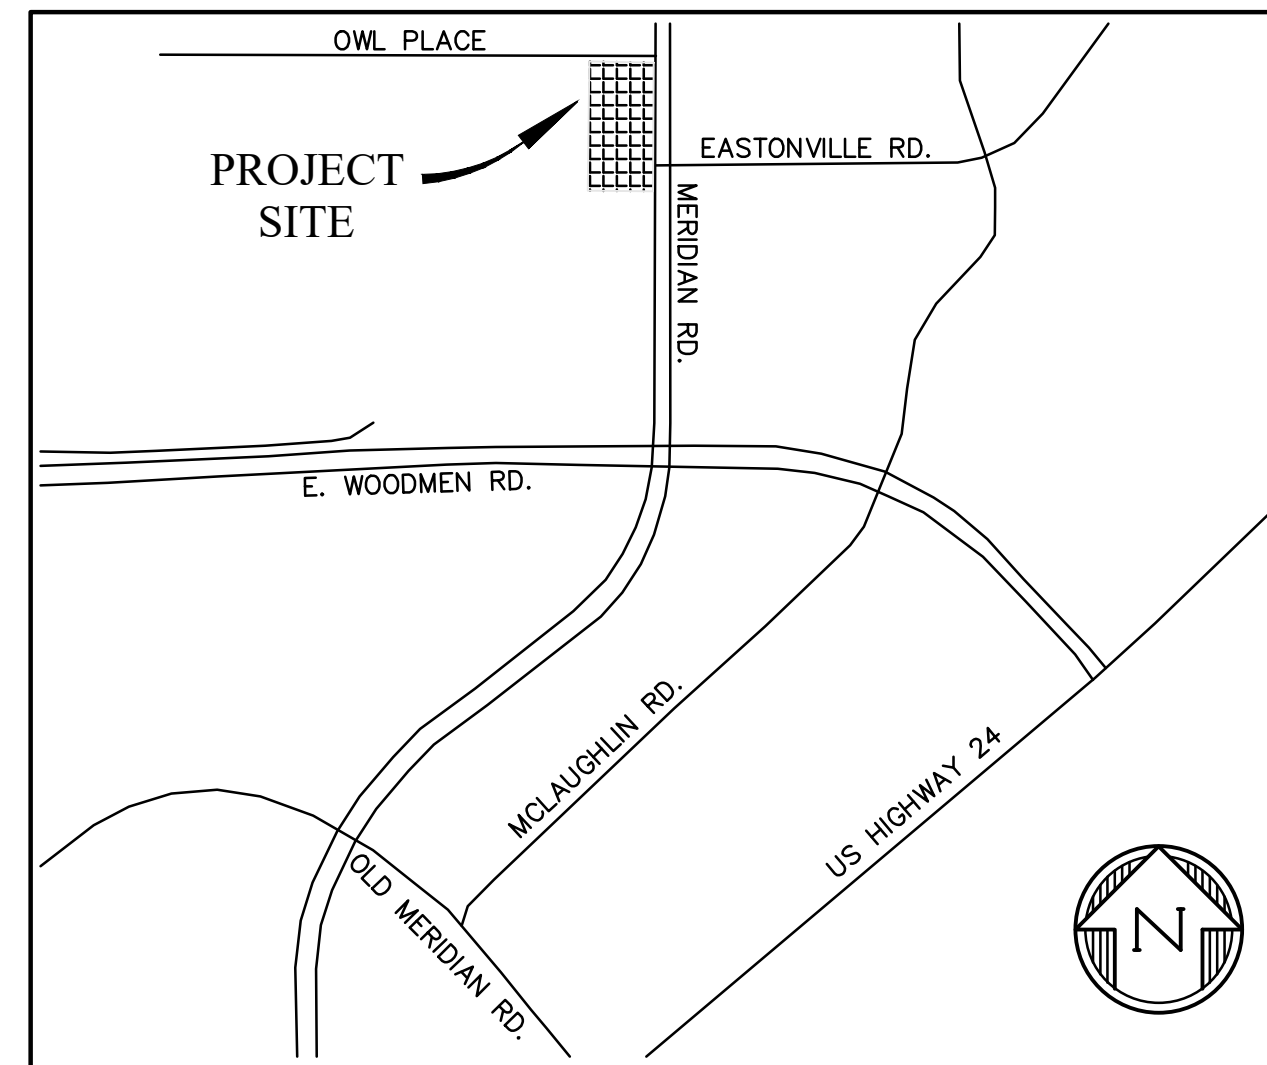 OWL PLACE
EASTONVILLE RD.
PROJECT
SITE
MERIDIAN RD.
E. WOODMEN RD.
MCLAUGHLIN RD.
US HIGHWAY 24
OLD MERIDIAN RD.
N